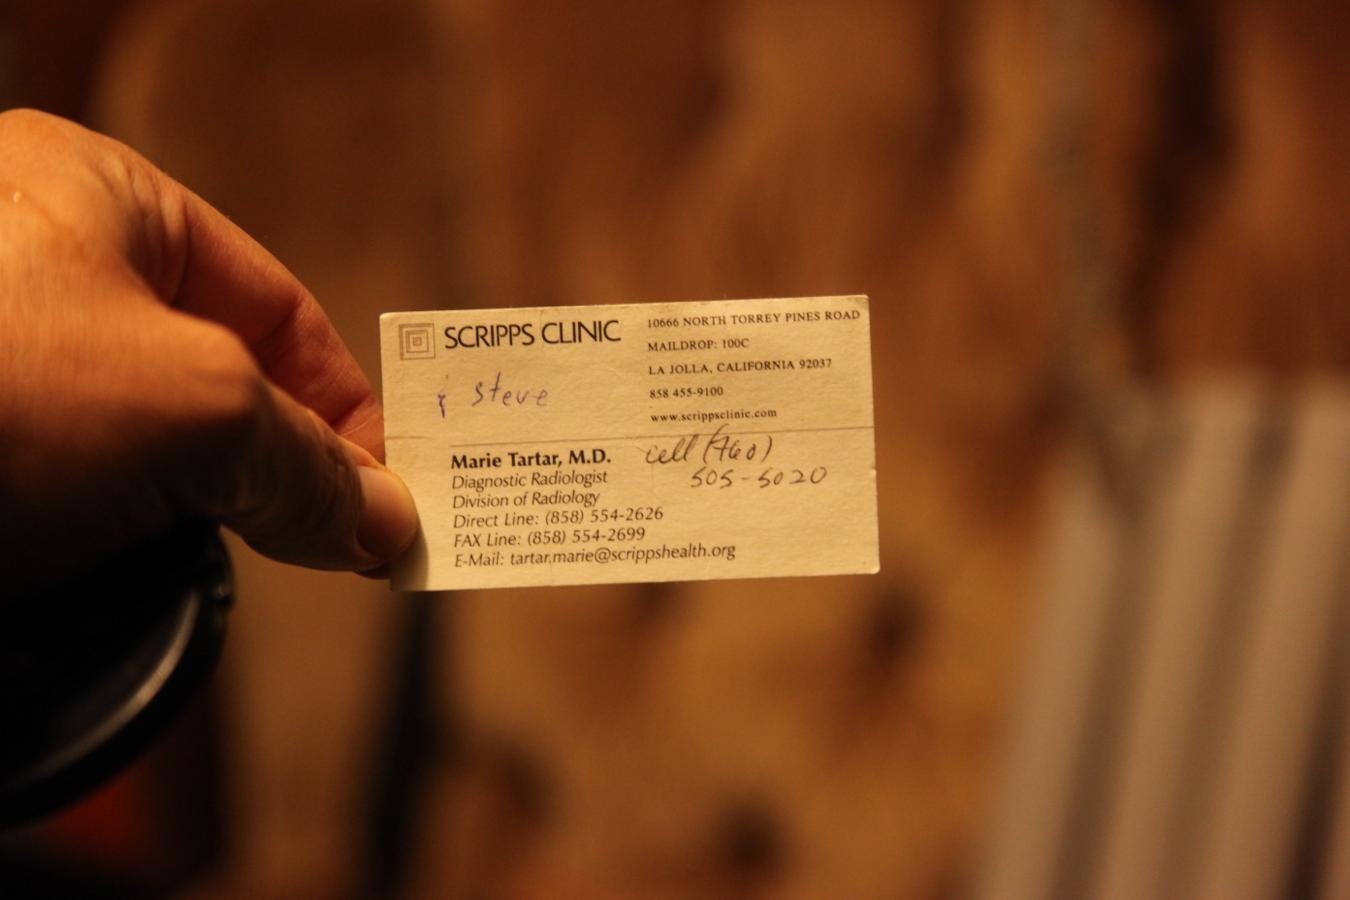 SCRIPPS CLINIC
& Steve
10666 NORTH TORREY PINES ROAD
MAILDROP: 100C
LA JOLLA, CALIFORNIA 92037
858 455-9100
www.scrippsclinic.com
Marie Tartar, M.D.
Diagnostic Radiologist
Division of Radiology
Direct Line: (858) 554-2626
FAX Line: (858) 554-2699
E-Mail: tartar.marie@scrippshealth.org
cell (760)
505-5020